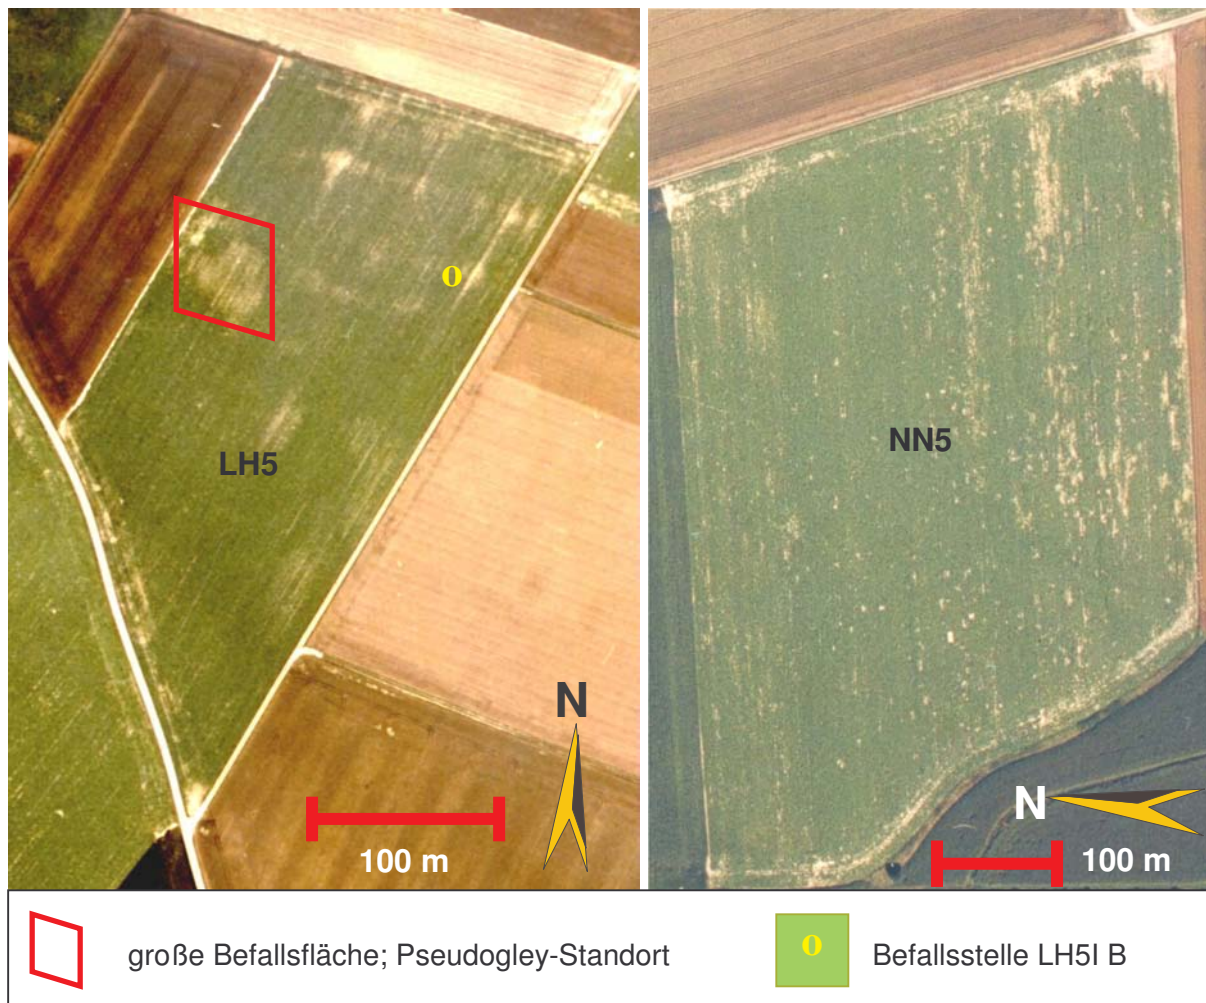 o
LH5
N
100 m
NN5
N
100 m
große Befallsfläche; Pseudogley-Standort
o
Befallsstelle LH5I B